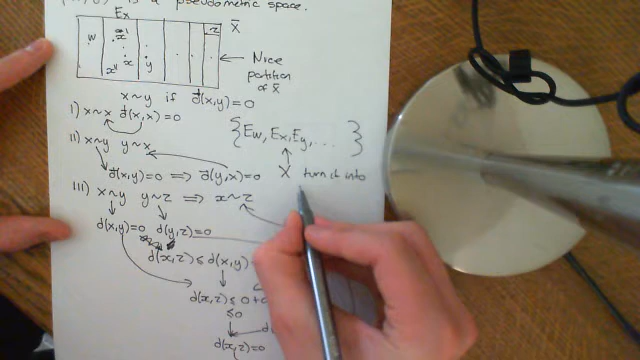 is a pseudometric space.
Ex
X̄
w x' z
x
x'' y
Nice
partition
of X̄
x~y if d̄(x,y)=0
I) x~x d̄(x,x)=0
{Ew, Ex, Ey, ... }
II) x~y y~x
d̄(x,y)=0 ⟹ d̄(y,x)=0
X turn it into
III) x~y y~z ⟹ x~z
d̄(x,y)=0 d̄(y,z)=0
d̄(x,z) ≤ d̄(x,y)
d̄(x,z) ≤ 0 +
≤0
d̄(x,z)=0